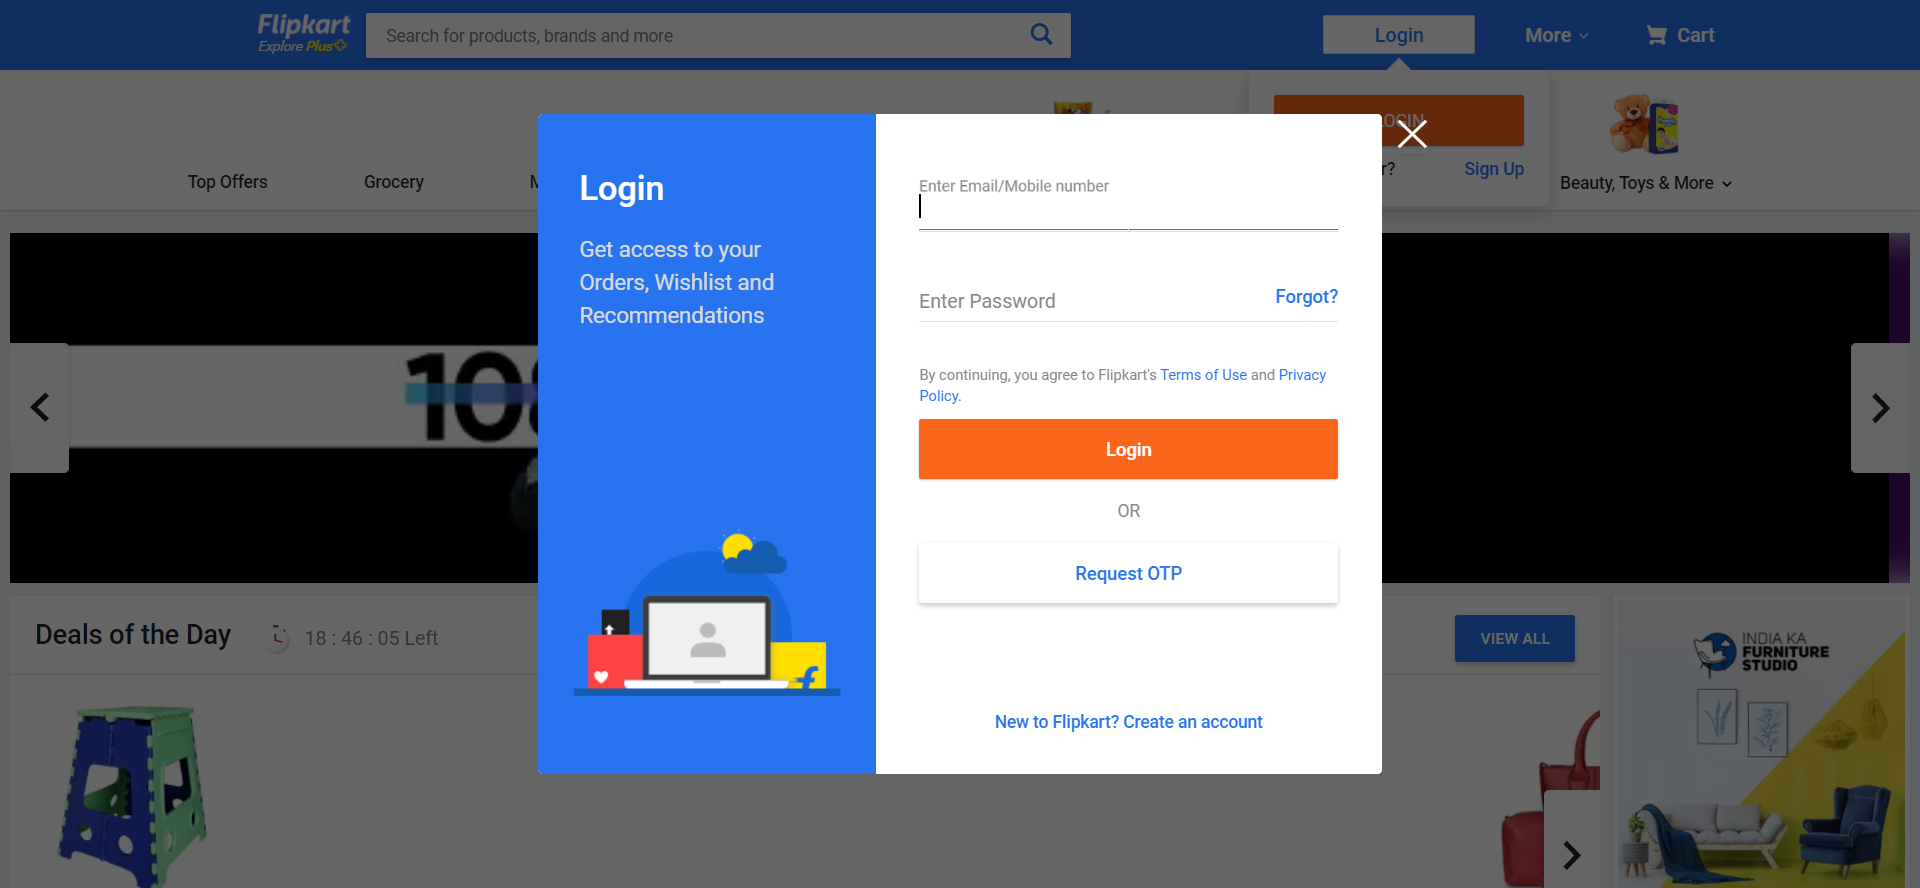 Flipkart
Explore Plus
Search for products, brands and more
Login
More
Cart
LOGIN
r?
Sign Up
Top Offers
Grocery
M
Beauty, Toys & More
Login
Get access to your
Orders, Wishlist and
Recommendations
Enter Email/Mobile number
Enter Password
Forgot?
By continuing, you agree to Flipkart's Terms of Use and Privacy
Policy.
Login
OR
Request OTP
New to Flipkart? Create an account
108
Deals of the Day
18 : 46 : 05 Left
VIEW ALL
INDIA KA
FURNITURE
STUDIO